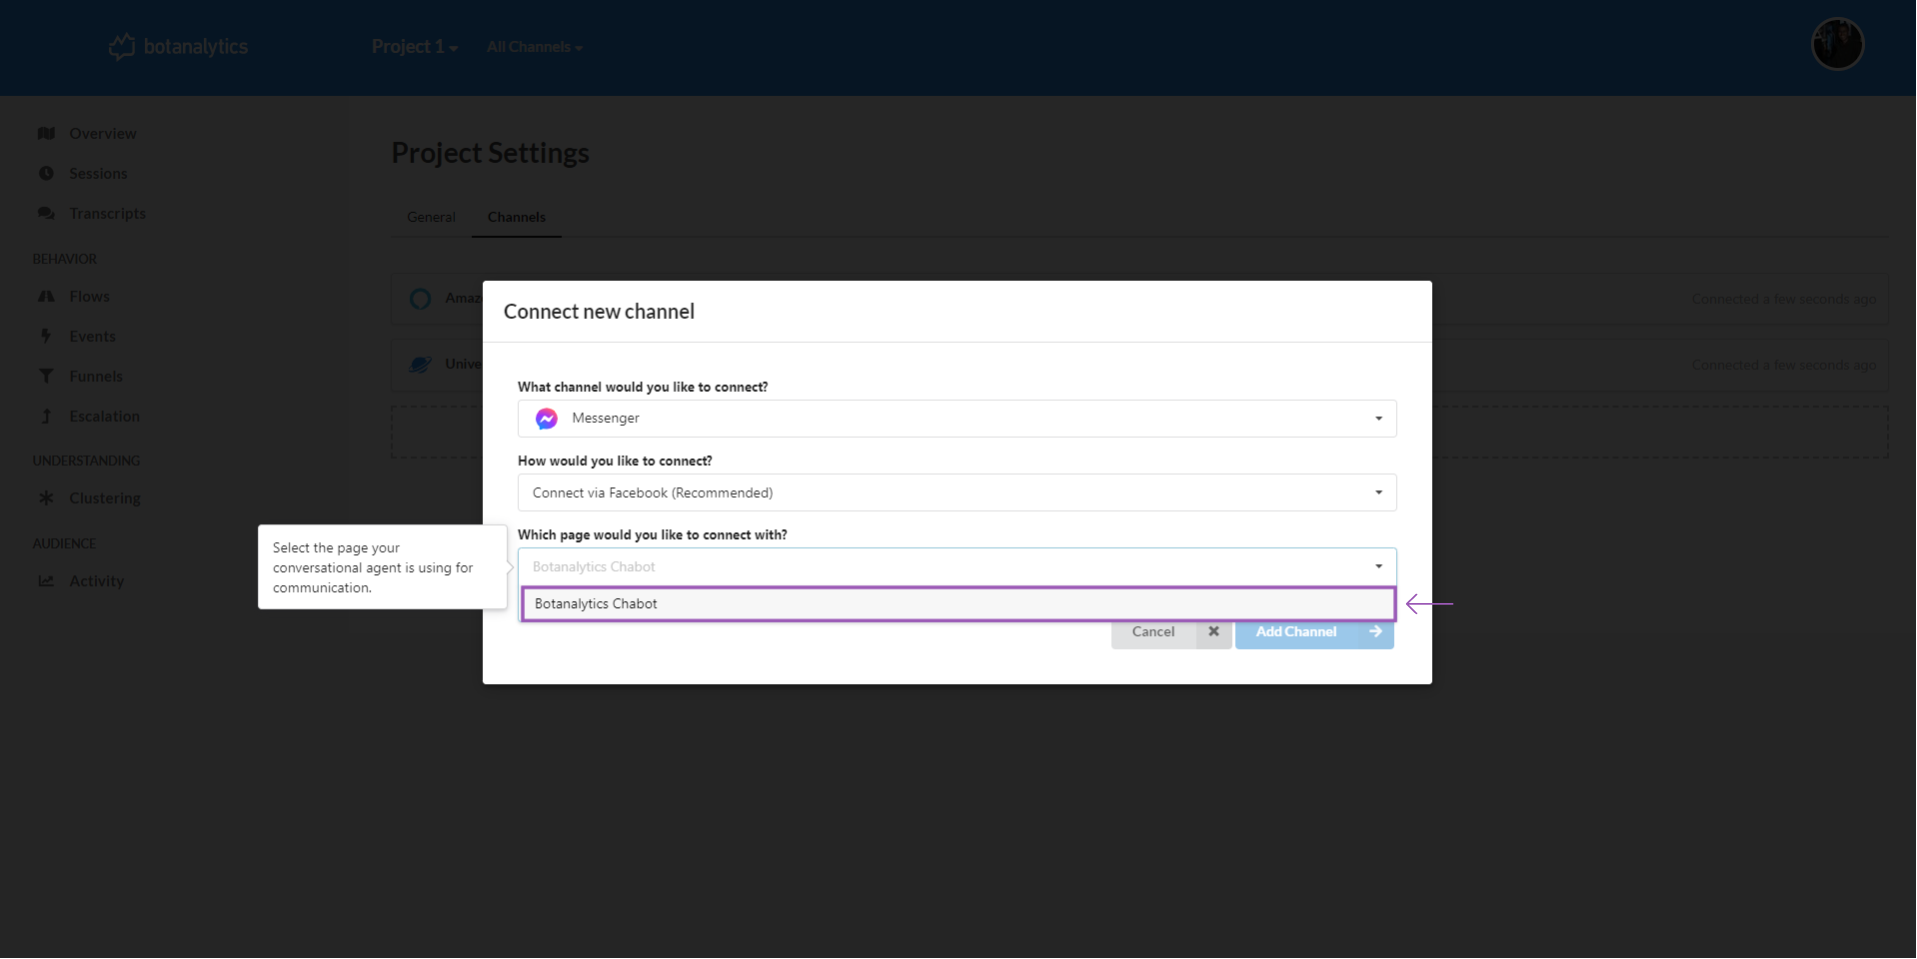 botanalytics
Project 1
All Channels
Overview
Sessions
Transcripts
BEHAVIOR
Flows
Events
Funnels
Escalation
UNDERSTANDING
Clustering
AUDIENCE
Activity
Project Settings
General
Channels
Amaz
Connected a few seconds ago
Unive
Connected a few seconds ago
Connect new channel
What channel would you like to connect?
Messenger
How would you like to connect?
Connect via Facebook (Recommended)
Which page would you like to connect with?
Botanalytics Chabot
Botanalytics Chabot
Select the page your
conversational agent is using for
communication.
Cancel
Add Channel